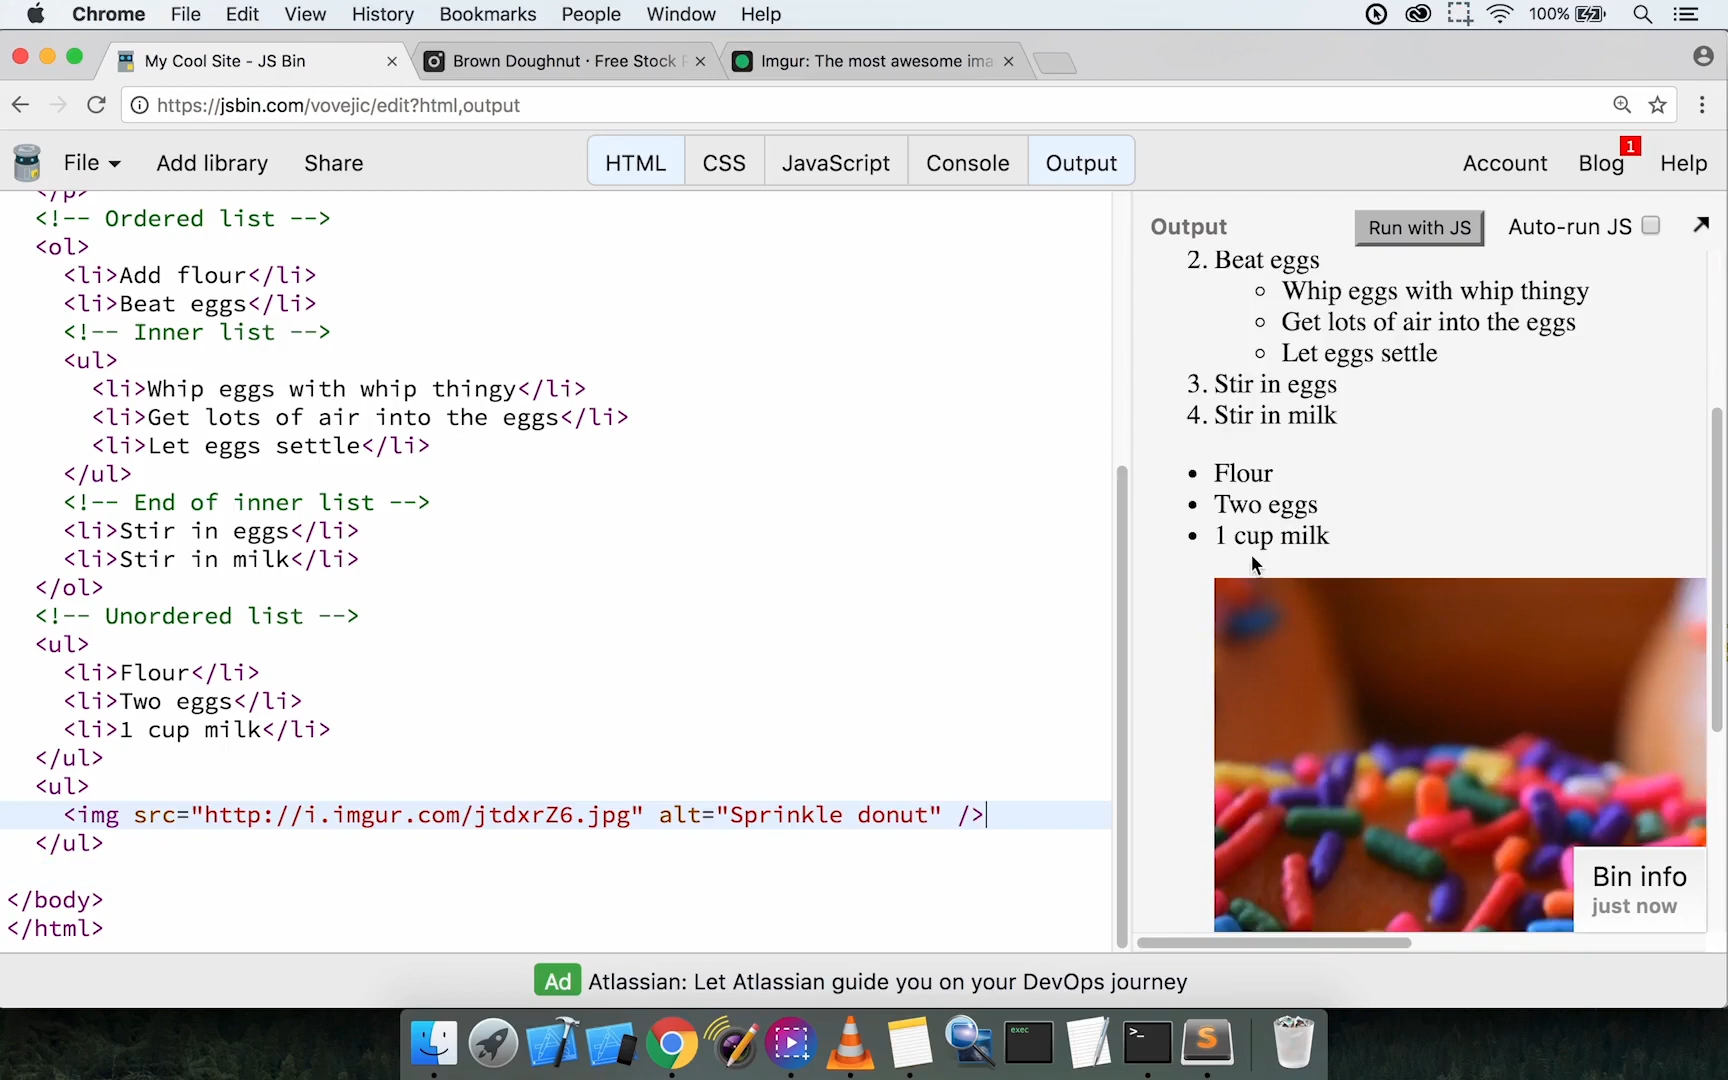 Chrome File Edit View History Bookmarks People Window Help 100%
My Cool Site - JS Bin
Brown Doughnut · Free Stock
Imgur: The most awesome ima
https://jsbin.com/vovejic/edit?html,output
File Add library Share HTML CSS JavaScript Console Output Account Blog 1 Help
</p>
<!-- Ordered list -->
<ol>
<li>Add flour</li>
<li>Beat eggs</li>
<!-- Inner list -->
<ul>
<li>Whip eggs with whip thingy</li>
<li>Get lots of air into the eggs</li>
<li>Let eggs settle</li>
</ul>
<!-- End of inner list -->
<li>Stir in eggs</li>
<li>Stir in milk</li>
</ol>
<!-- Unordered list -->
<ul>
<li>Flour</li>
<li>Two eggs</li>
<li>1 cup milk</li>
</ul>
<ul>
<img src="http://i.imgur.com/jtdxrZ6.jpg" alt="Sprinkle donut" />
</ul>
</body>
</html>
Output Run with JS Auto-run JS
2. Beat eggs
Whip eggs with whip thingy
Get lots of air into the eggs
Let eggs settle
3. Stir in eggs
4. Stir in milk
• Flour
• Two eggs
• 1 cup milk
Bin info
just now
Ad Atlassian: Let Atlassian guide you on your DevOps journey
exec